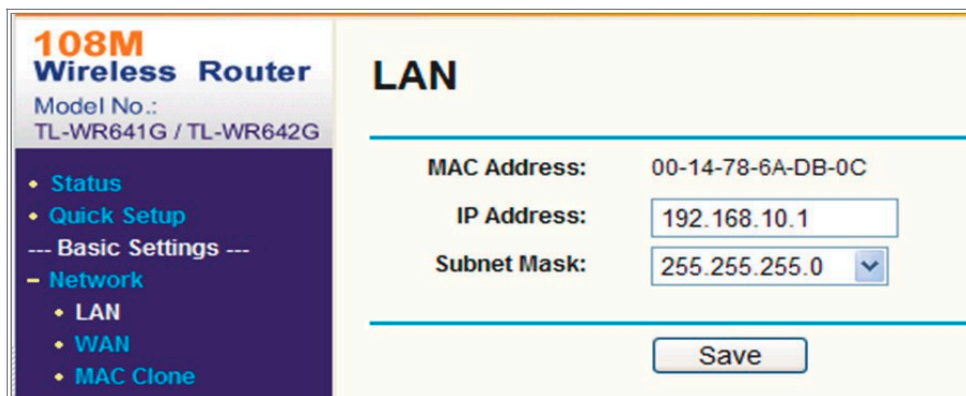 108M
Wireless Router
Model No.:
TL-WR641G / TL-WR642G
• Status
• Quick Setup
--- Basic Settings ---
– Network
• LAN
• WAN
• MAC Clone
LAN
MAC Address: 00-14-78-6A-DB-0C
IP Address: 192.168.10.1
Subnet Mask: 255.255.255.0
Save